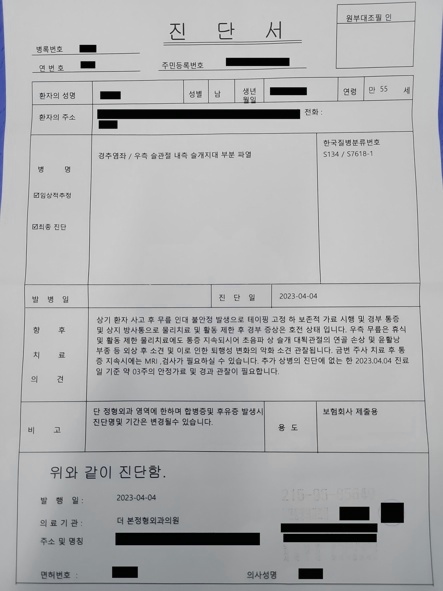 진 단 서
원부대조필 인
병록번호
연 번 호
주민등록번호
환자의 성명
성별
남
생년
월일
연령
만 55 세
환자의 주소
전화 :
병 명
☑임상적추정
☑최종 진단
경추염좌 / 우측 슬관절 내측 슬개지대 부분 파열
한국질병분류번호
S134 / S7618-1
발 병 일
진 단 일
2023-04-04
향 후
치 료
의 견
상기 환자 사고 후 무릎 인대 불안정 발생으로 테이핑 고정 하 보존적 가료 시행 및 경부 통증
및 상지 방사통으로 물리치료 및 활동 제한 후 경부 증상은 호전 상태 입니다. 우측 무릎은 휴식
및 활동 제한 물리치료에도 통증 지속되시어 초음파 상 슬개 대퇴관절의 연골 손상 및 윤활낭
부종 등 외상 후 소견 및 이로 인한 퇴행성 변화의 악화 소견 관찰됩니다. 금번 주사 치료 후 통
증 지속시에는 MRI ,검사가 필요하실 수 있습니다. 추가 상병의 진단에 없는 한 2023.04.04 진료
일 기준 약 03주의 안정가료 및 경과 관찰이 필요합니다.
비 고
단 정형외과 영역에 한하며 합병증및 후유증 발생시
진단명및 기간은 변경될수 있습니다.
용 도
보험회사 제출용
위와 같이 진단함.
발 행 일 :
2023-04-04
의 료 기 관 :
더 본정형외과의원
주소 및 명칭
면허번호 :
의사성명